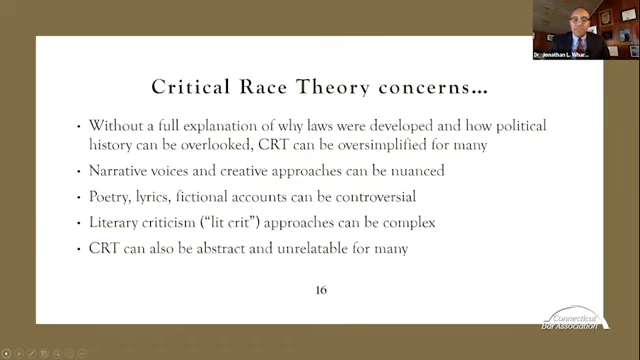 Dr. Jonathan L. Whar...
Critical Race Theory concerns...
• Without a full explanation of why laws were developed and how political
history can be overlooked, CRT can be oversimplified for many
• Narrative voices and creative approaches can be nuanced
• Poetry, lyrics, fictional accounts can be controversial
• Literary criticism (“lit crit”) approaches can be complex
• CRT can also be abstract and unrelatable for many
16
Connecticut
Bar Association